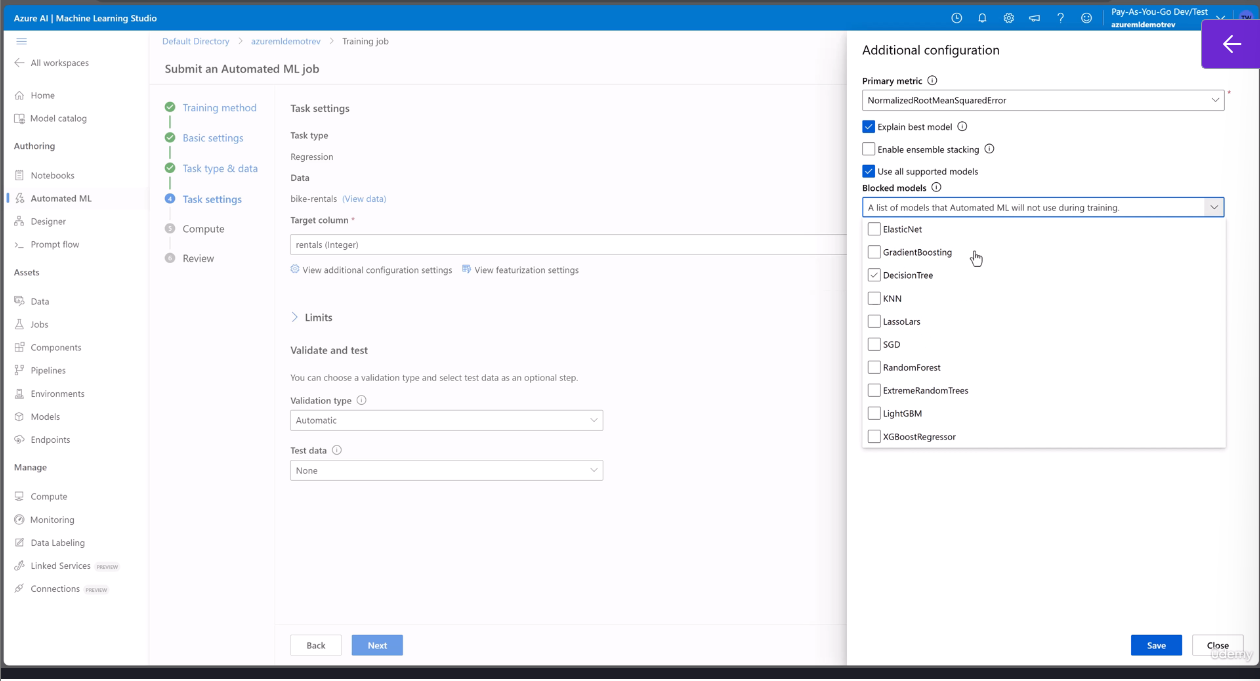 Azure AI | Machine Learning Studio
Pay-As-You-Go Dev/Test
azuremldemotrev
All workspaces
Home
Model catalog
Authoring
Notebooks
Automated ML
Designer
Prompt flow
Assets
Data
Jobs
Components
Pipelines
Environments
Models
Endpoints
Manage
Compute
Monitoring
Data Labeling
Linked Services PREVIEW
Connections PREVIEW
Default Directory > azuremldemotrev > Training job
Submit an Automated ML job
Training method
Basic settings
Task type & data
4 Task settings
5 Compute
6 Review
Task settings
Task type
Regression
Data
bike-rentals (View data)
Target column *
rentals (Integer)
View additional configuration settings View featurization settings
Limits
Validate and test
You can choose a validation type and select test data as an optional step.
Validation type
Automatic
Test data
None
Back Next
Additional configuration
Primary metric
NormalizedRootMeanSquaredError *
Explain best model
Enable ensemble stacking
Use all supported models
Blocked models
A list of models that Automated ML will not use during training.
ElasticNet
GradientBoosting
DecisionTree
KNN
LassoLars
SGD
RandomForest
ExtremeRandomTrees
LightGBM
XGBoostRegressor
Save Close
udemy